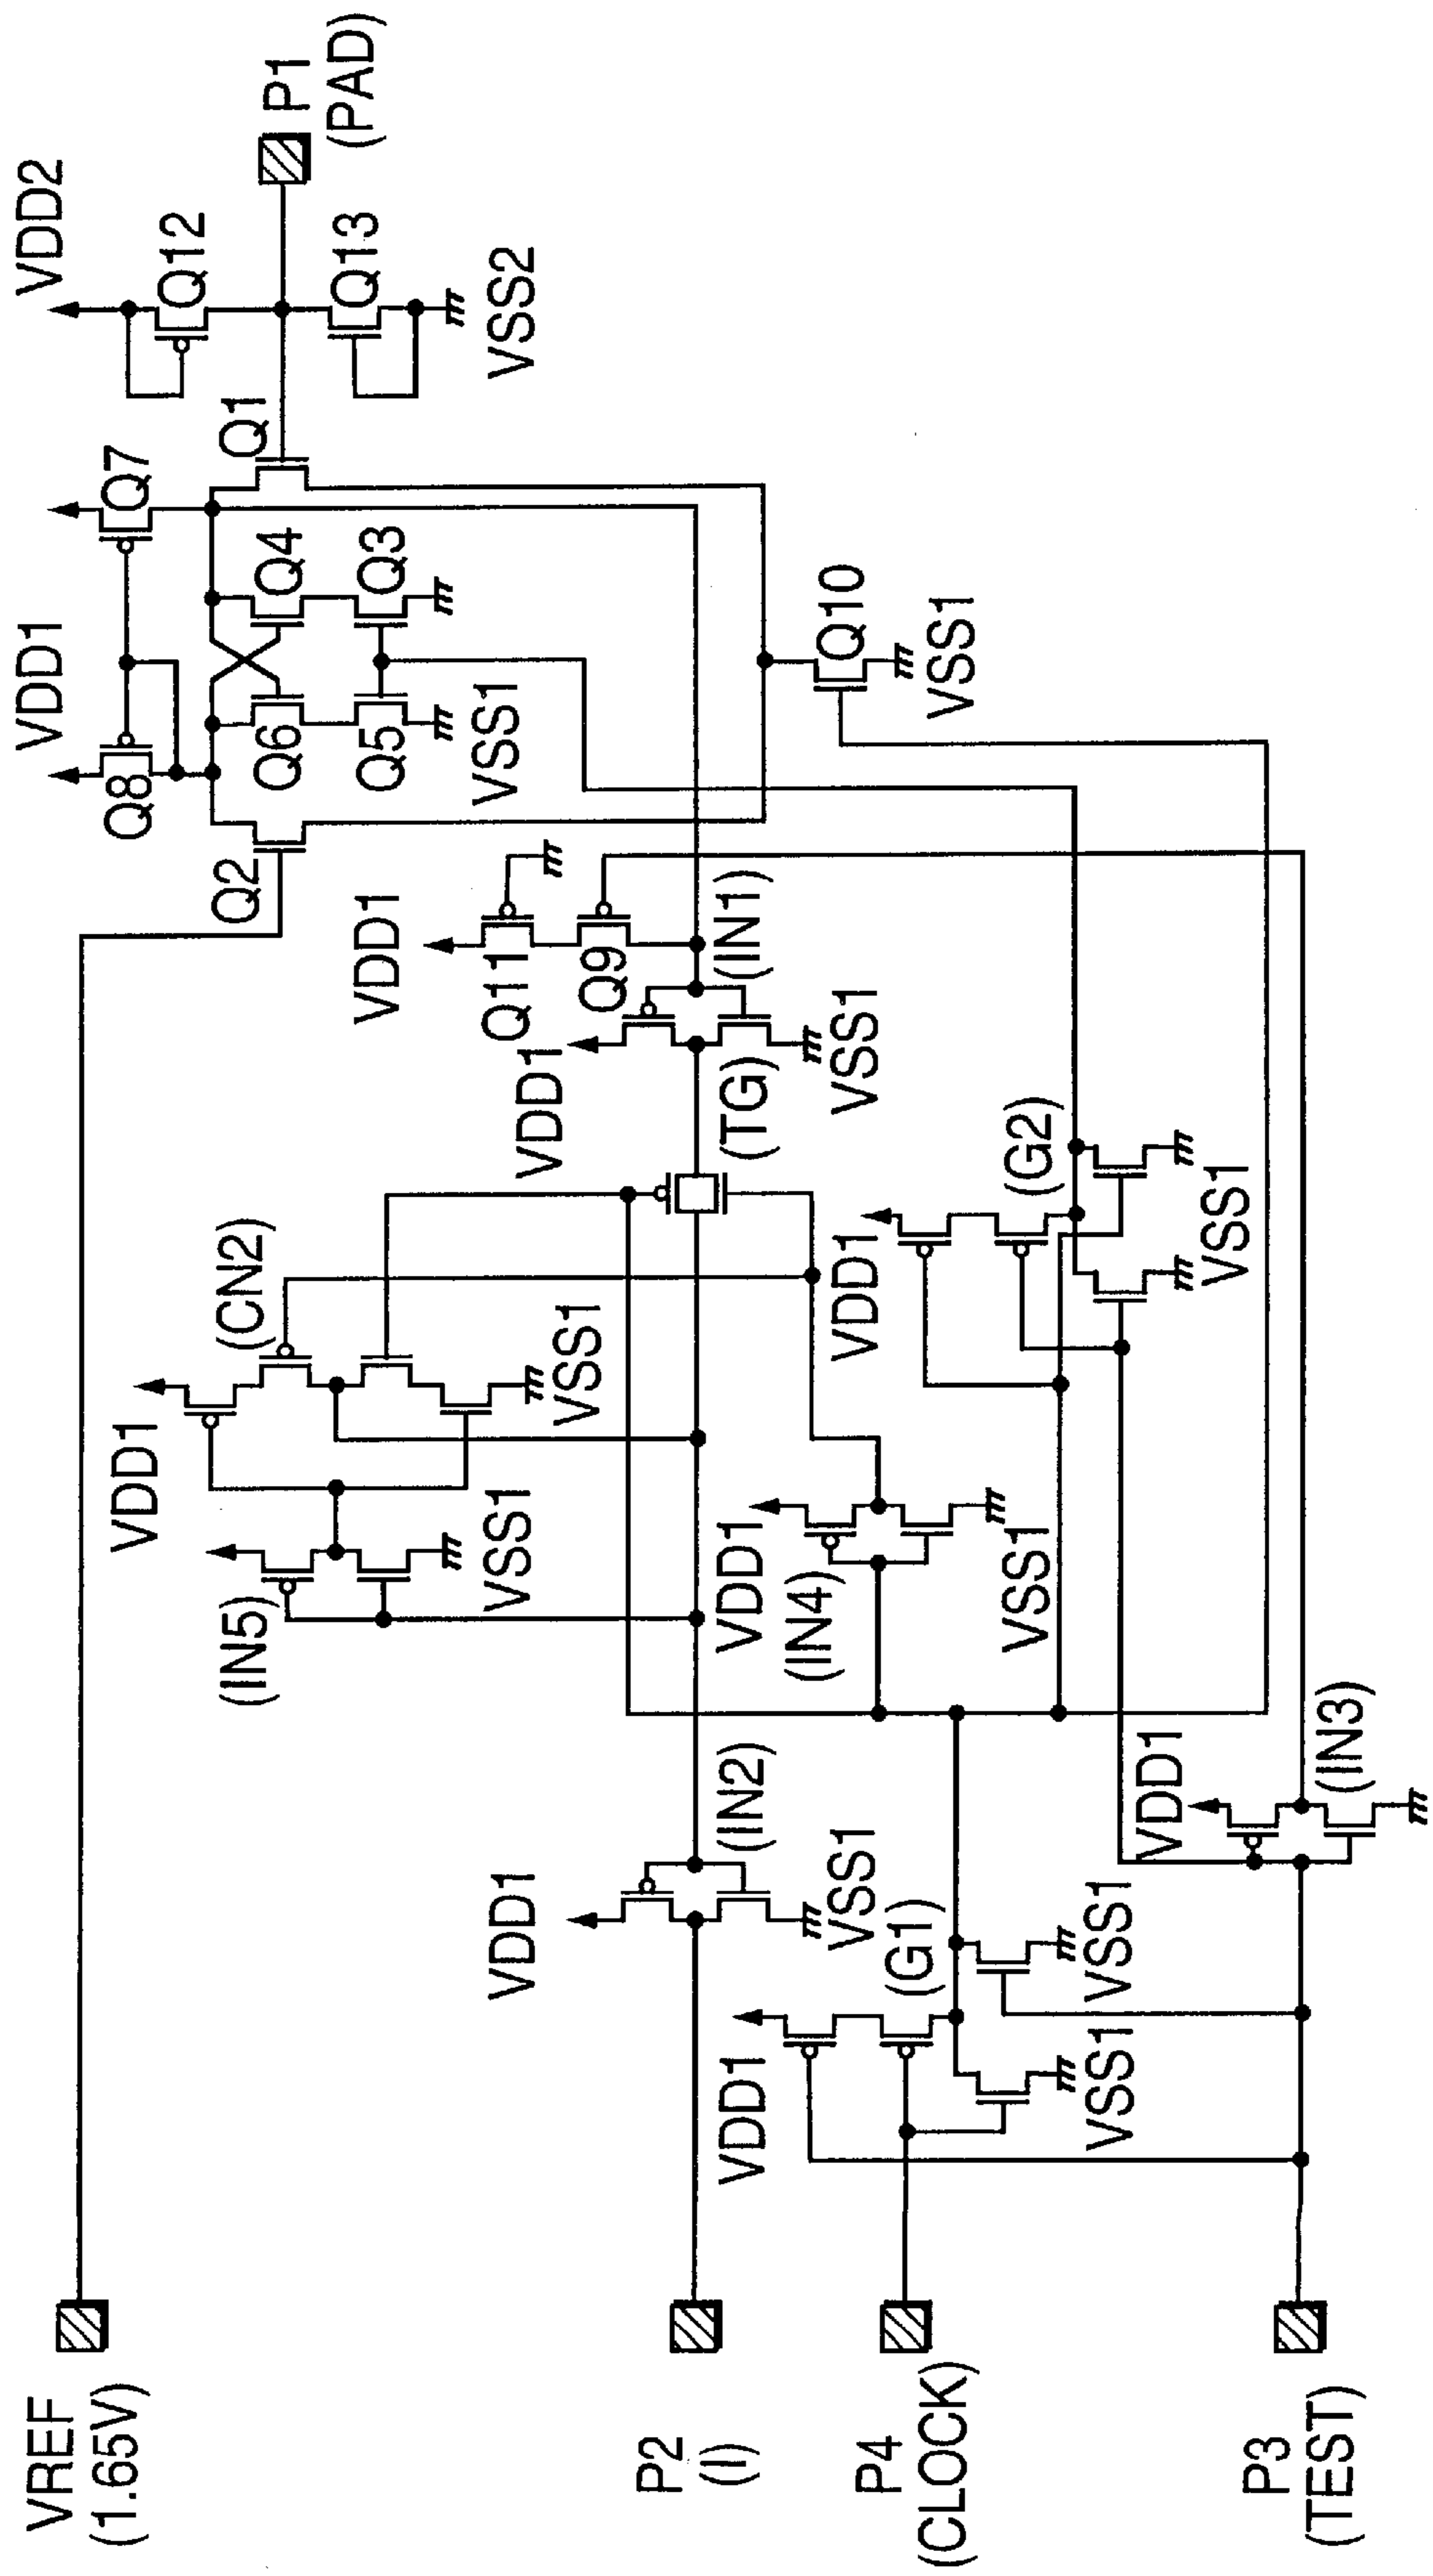 VREF
(1.65V)
VDD1
VDD2
VDD1
Q8
Q7
Q12
P1
(PAD)
(IN5)
(CN2)
Q2
Q1
Q6
Q4
Q13
Q5
Q3
VDD1
VSS1
VSS1
VSS2
VDD1
VDD1
Q11
VSS1
Q9
P2
(I)
(IN2)
(TG)
(IN1)
VDD1
VDD1
(IN4)
Q10
VSS1
VDD1
VSS1
P4
(CLOCK)
(G1)
VSS1
VSS1
(G2)
VSS1
VSS1
VDD1
VSS1
P3
(TEST)
(IN3)